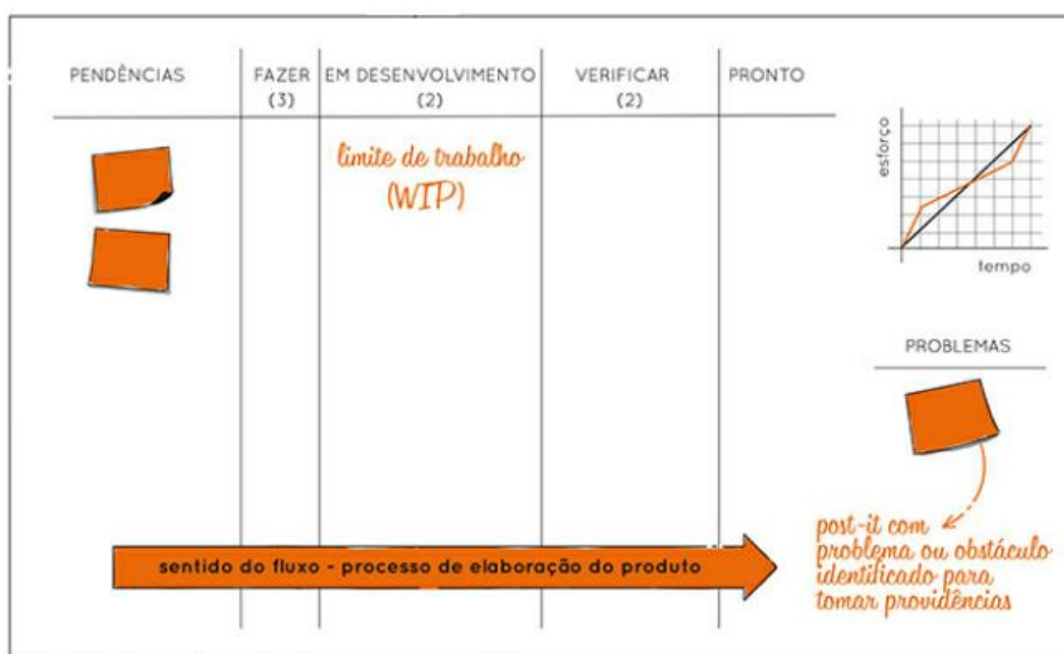 PENDÊNCIAS
FAZER
(3)
EM DESENVOLVIMENTO
(2)
VERIFICAR
(2)
PRONTO
limite de trabalho
(WIP)
esforço
tempo
PROBLEMAS
post-it com
problema ou obstáculo
identificado para
tomar providências
sentido do fluxo - processo de elaboração do produto